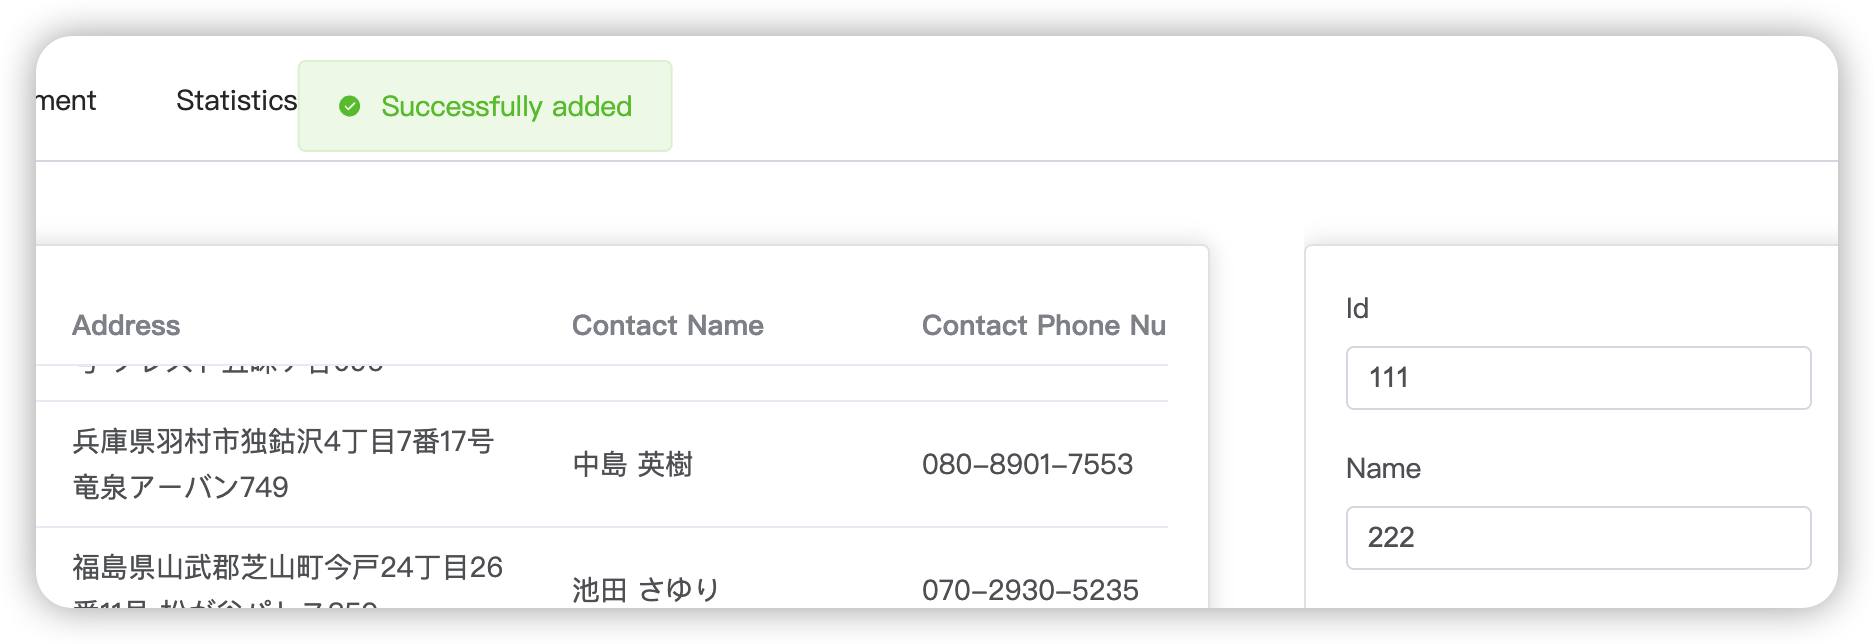 Statistics
Successfully added
Address
Contact Name
Contact Phone Nu
兵庫県羽村市独鈷沢4丁目7番17号
竜泉アーバン749
中島 英樹
080-8901-7553
福島県山武郡芝山町今戸24丁目26
池田 さゆり
070-2930-5235
Id
111
Name
222